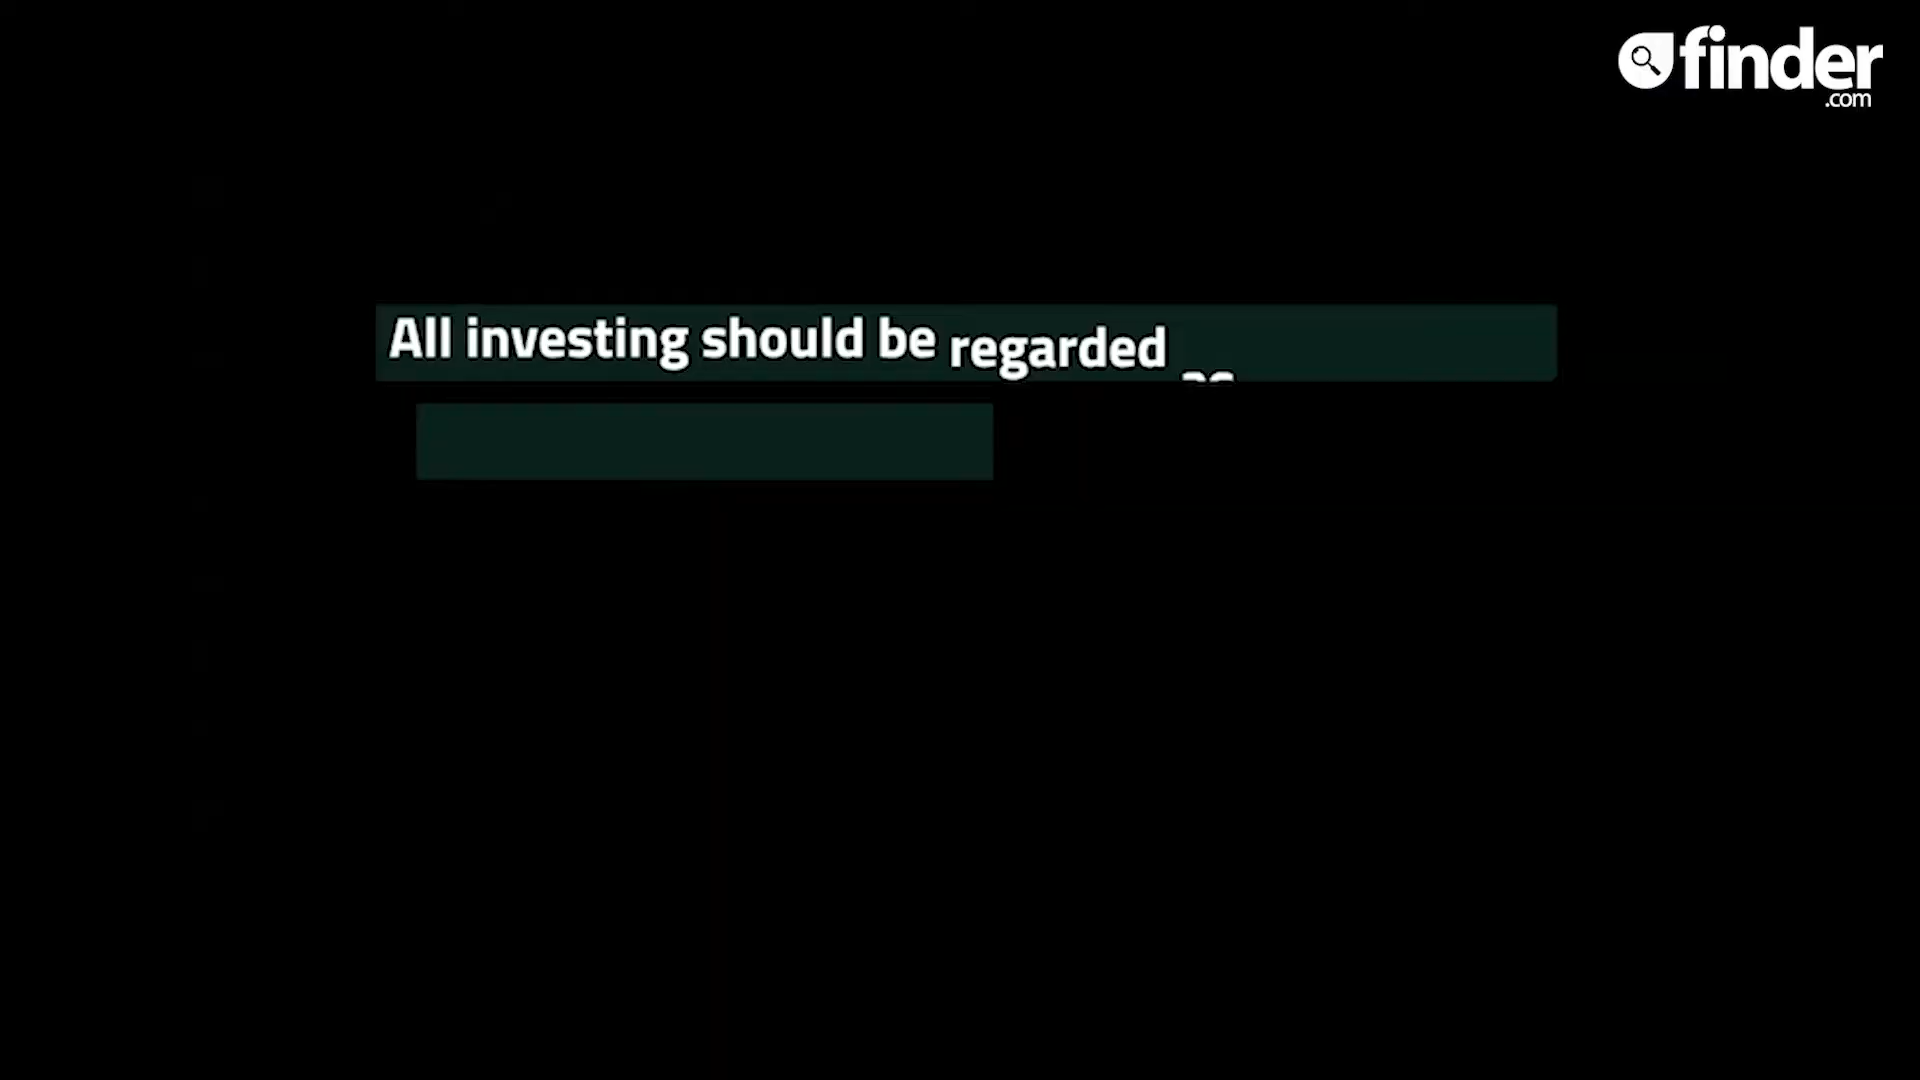 finder
.com
All investing should be regarded